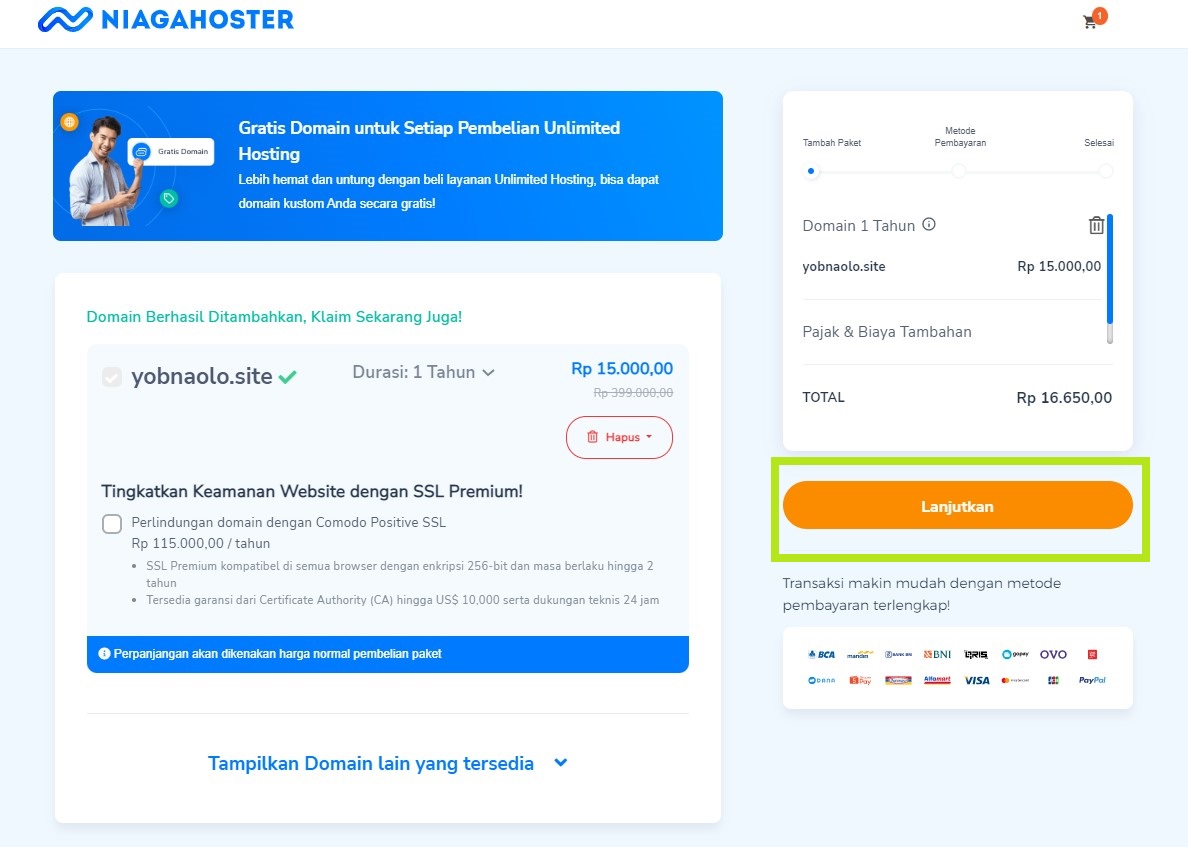 NIAGAHOSTER
1
Gratis Domain untuk Setiap Pembelian Unlimited
Hosting
Lebih hemat dan untung dengan beli layanan Unlimited Hosting, bisa dapat
domain kustom Anda secara gratis!
Gratis Domain
Domain Berhasil Ditambahkan, Klaim Sekarang Juga!
yobnaolo.site
Durasi: 1 Tahun
Rp 15.000,00
Rp 399.000,00
Hapus
Tingkatkan Keamanan Website dengan SSL Premium!
Perlindungan domain dengan Comodo Positive SSL
Rp 115.000,00 / tahun
• SSL Premium kompatibel di semua browser dengan enkripsi 256-bit dan masa berlaku hingga 2
tahun
• Tersedia garansi dari Certificate Authority (CA) hingga US$ 10,000 serta dukungan teknis 24 jam
Perpanjangan akan dikenakan harga normal pembelian paket
Tampilkan Domain lain yang tersedia
Tambah Paket
Metode
Pembayaran
Selesai
Domain 1 Tahun
yobnaolo.site Rp 15.000,00
Pajak & Biaya Tambahan
TOTAL Rp 16.650,00
Lanjutkan
Transaksi makin mudah dengan metode
pembayaran terlengkap!
BCA mandiri BANK BRI BNI QRIS gopay OVO
DANA Pay Alfamart VISA JCB PayPal